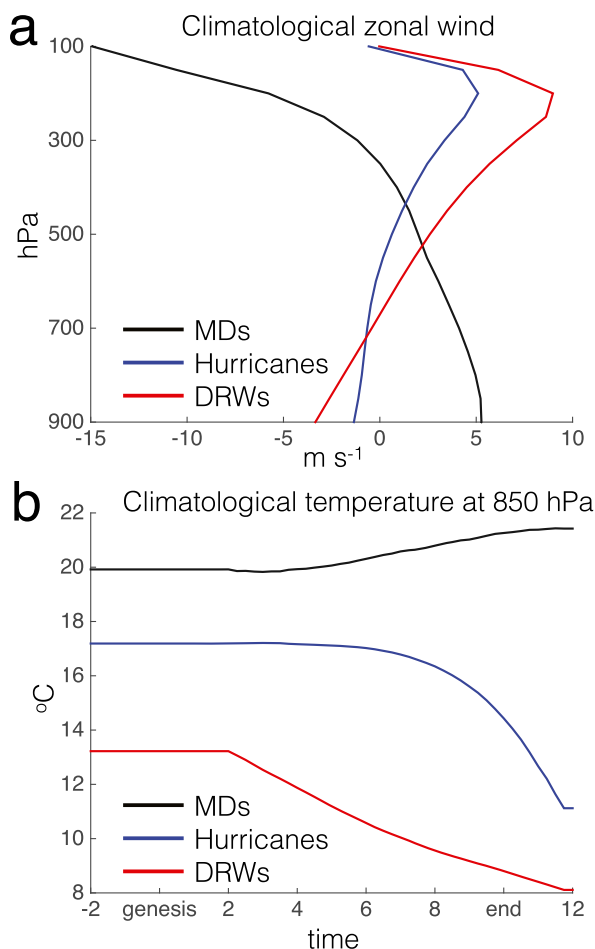 a
Climatological zonal wind
100
300
500
700
900
hPa
MDs
Hurricanes
DRWs
-15 -10 -5 0 5 10
m s-1
b
Climatological temperature at 850 hPa
22
20
18
16
14
12
10
8
oC
MDs
Hurricanes
DRWs
-2 genesis 2 4 6 8 end 12
time